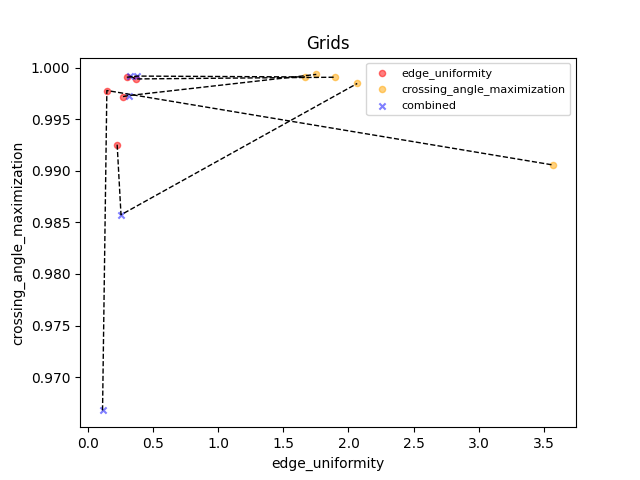 Grids
edge_uniformity
crossing_angle_maximization
combined
crossing_angle_maximization
1.000
0.995
0.990
0.985
0.980
0.975
0.970
0.0 0.5 1.0 1.5 2.0 2.5 3.0 3.5
edge_uniformity